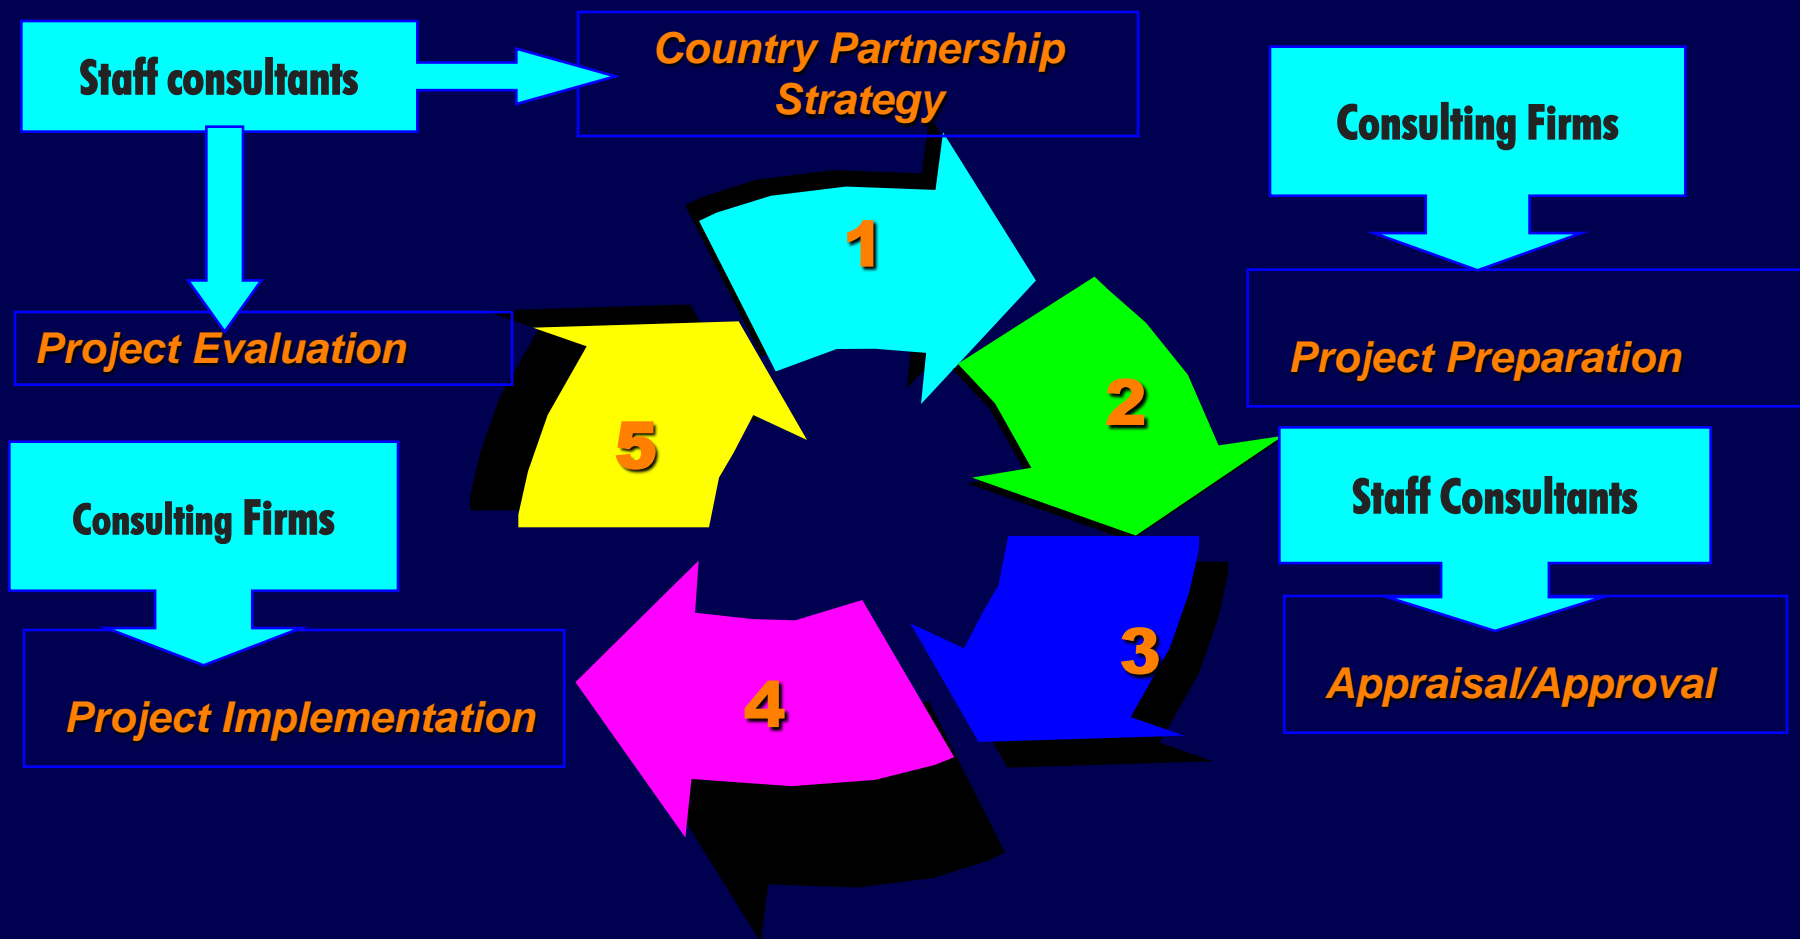 Staff consultants
Country Partnership
Strategy
Consulting Firms
1
Project Evaluation
Project Preparation
2
5
Consulting Firms
Staff Consultants
3
4
Project Implementation
Appraisal/Approval